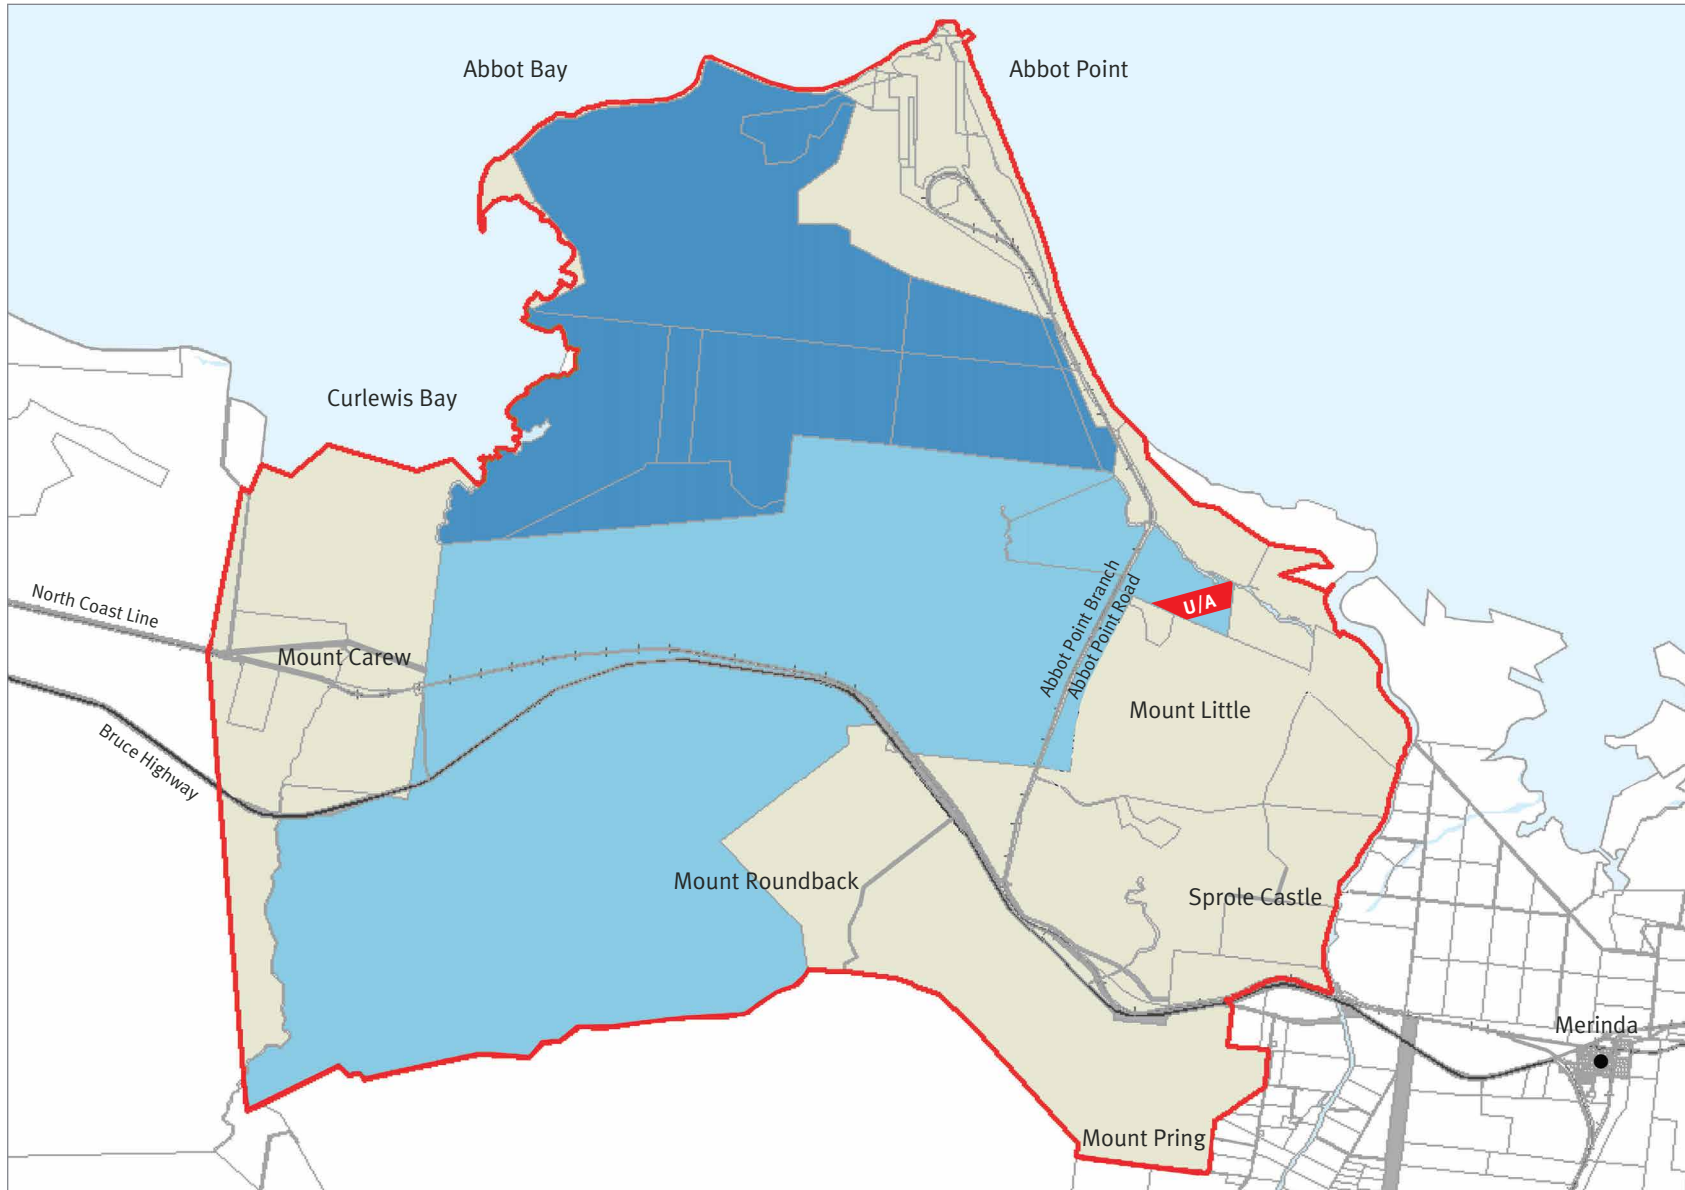 Abbot Bay
Abbot Point
Curlewis Bay
North Coast Line
Abbot Point Branch
Abbot Point Road
U/A
Mount Carew
Mount Little
Bruce Highway
Mount Roundback
Sprole Castle
Merinda
Mount Pring